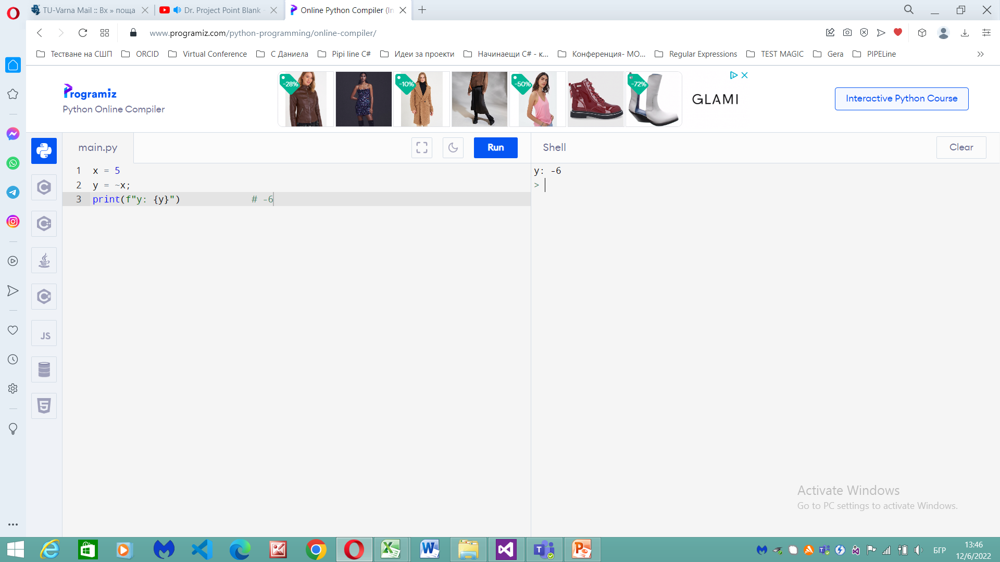 TU-Varna Mail :: Вх » поща
Dr. Project Point Blank
Online Python Compiler (In
www.programiz.com/python-programming/online-compiler/
Тестване на СШП
ORCID
Virtual Conference
С Даниела
Pipi line C#
Идеи за проекти
Начинаещи C# - к...
Конференция- МО...
Regular Expressions
TEST MAGIC
Gera
PIPELine
Programiz
Python Online Compiler
-28%
-10%
-50%
-72%
GLAMI
Interactive Python Course
main.py
Run
Shell
Clear
1 x = 5
2 y = ~x;
3 print(f"y: {y}") # -6
y: -6
>
JS
Activate Windows
Go to PC settings to activate Windows.
БГР
13:46
12/6/2022